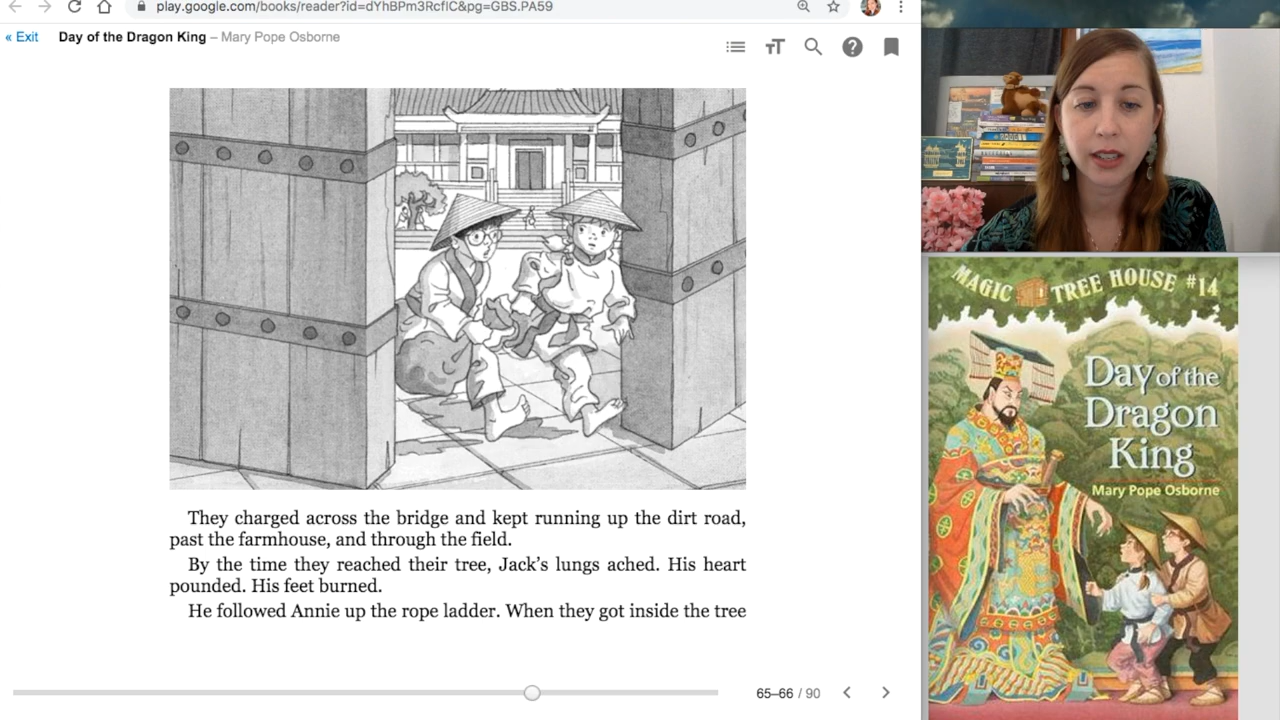 play.google.com/books/reader?id=dYhBPm3RcflC&pg=GBS.PA59
« Exit
Day of the Dragon King – Mary Pope Osborne
They charged across the bridge and kept running up the dirt road,
past the farmhouse, and through the field.
By the time they reached their tree, Jack's lungs ached. His heart
pounded. His feet burned.
He followed Annie up the rope ladder. When they got inside the tree
65–66 / 90
MAGIC TREE HOUSE #14
Day of the
Dragon
King
Mary Pope Osborne